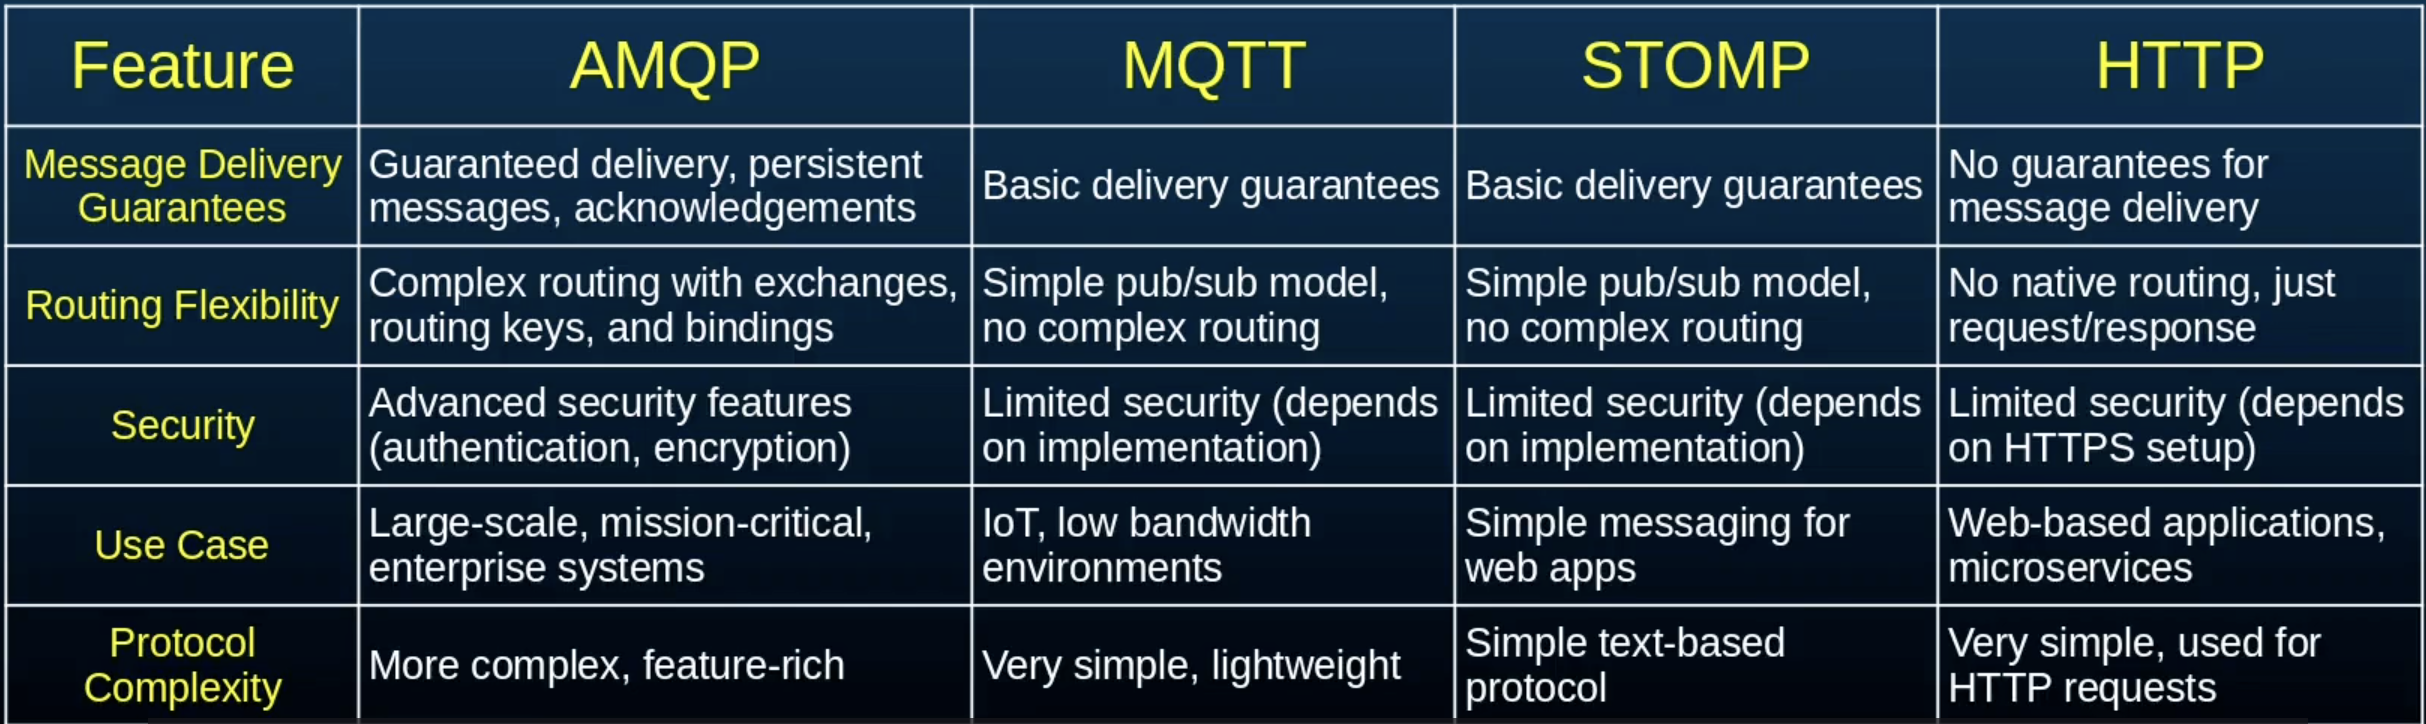 Feature
AMQP
MQTT
STOMP
HTTP
Message Delivery
Guarantees
Guaranteed delivery, persistent
messages, acknowledgements
Basic delivery guarantees
Basic delivery guarantees
No guarantees for
message delivery
Routing Flexibility
Complex routing with exchanges,
routing keys, and bindings
Simple pub/sub model,
no complex routing
Simple pub/sub model,
no complex routing
No native routing, just
request/response
Security
Advanced security features
(authentication, encryption)
Limited security (depends
on implementation)
Limited security (depends
on implementation)
Limited security (depends
on HTTPS setup)
Use Case
Large-scale, mission-critical,
enterprise systems
IoT, low bandwidth
environments
Simple messaging for
web apps
Web-based applications,
microservices
Protocol
Complexity
More complex, feature-rich
Very simple, lightweight
Simple text-based
protocol
Very simple, used for
HTTP requests